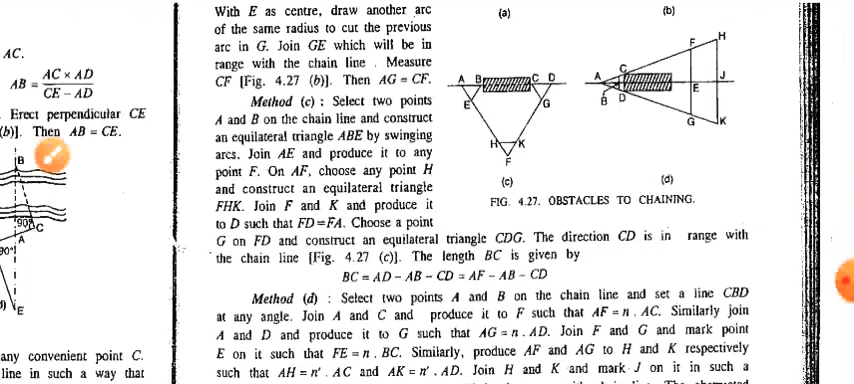 AC.
AB = AC × AD / CE – AD
. Erect perpendicular CE
(b)]. Then AB = CE.
B
90°
C
A
90°
E
any convenient point C.
line in such a way that
With E as centre, draw another arc
of the same radius to cut the previous
arc in G. Join GE which will be in
range with the chain line . Measure
CF [Fig. 4.27 (b)]. Then AG = CF.
Method (c) : Select two points
A and B on the chain line and construct
an equilateral triangle ABE by swinging
arcs. Join AE and produce it to any
point F. On AF, choose any point H
and construct an equilateral triangle
FHK. Join F and K and produce it
to D such that FD=FA. Choose a point
(a)
(b)
A B C D
E
G
H K
F
(c)
H
F
C
A
J
B D
E
G
K
(d)
FIG. 4.27. OBSTACLES TO CHAINING.
G on FD and construct an equilateral triangle CDG. The direction CD is in range with
the chain line [Fig. 4.27 (c)]. The length BC is given by
BC = AD – AB – CD = AF – AB – CD
Method (d) : Select two points A and B on the chain line and set a line CBD
at any angle. Join A and C and produce it to F such that AF = n . AC. Similarly join
A and D and produce it to G such that AG = n . AD. Join F and G and mark point
E on it such that FE = n . BC. Similarly, produce AF and AG to H and K respectively
such that AH = n' . AC and AK = n' . AD. Join H and K and mark J on it in such a